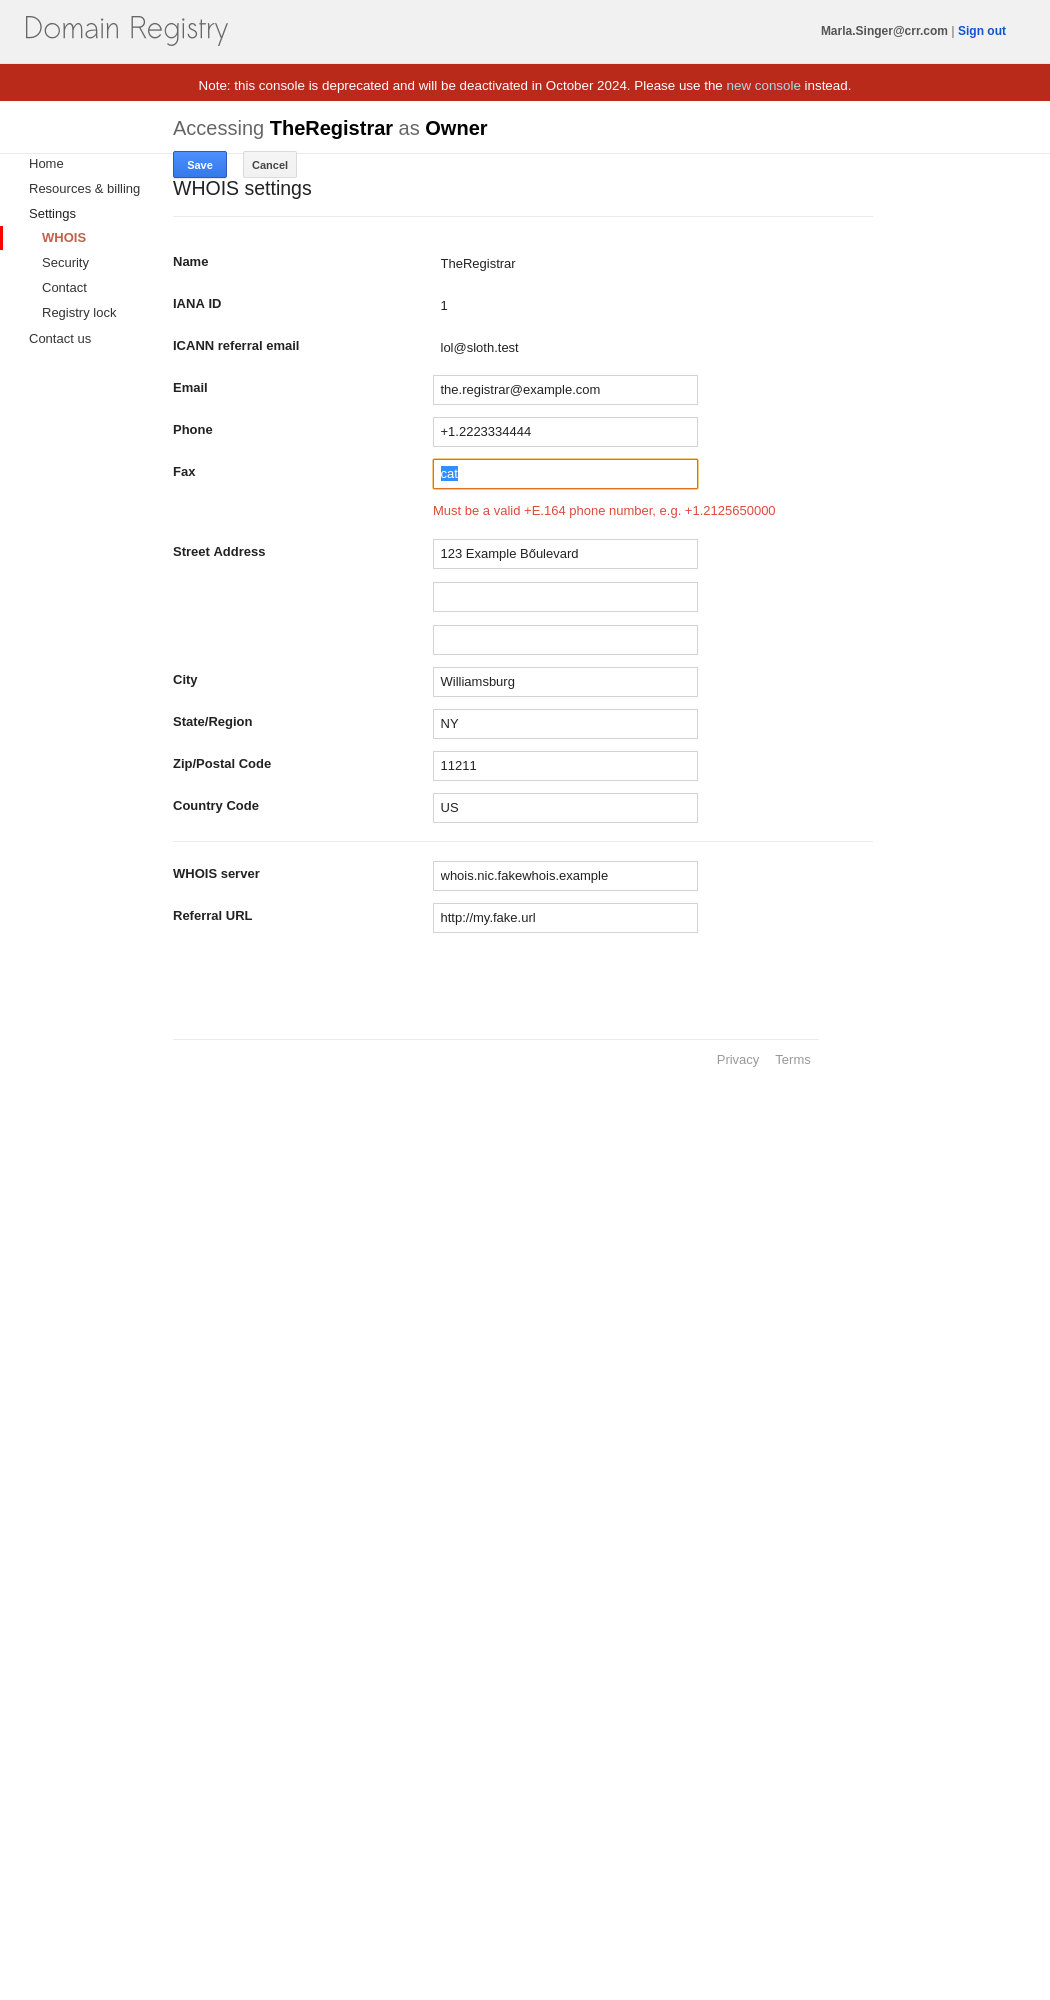 Domain Registry
Marla.Singer@crr.com | Sign out
Note: this console is deprecated and will be deactivated in October 2024. Please use the new console instead.
Accessing TheRegistrar as Owner
Save Cancel
Home
Resources & billing
Settings
WHOIS
Security
Contact
Registry lock
Contact us
WHOIS settings
Name TheRegistrar
IANA ID 1
ICANN referral email lol@sloth.test
Email the.registrar@example.com
Phone +1.2223334444
Fax cat
Must be a valid +E.164 phone number, e.g. +1.2125650000
Street Address 123 Example Bőulevard
City Williamsburg
State/Region NY
Zip/Postal Code 11211
Country Code US
WHOIS server whois.nic.fakewhois.example
Referral URL http://my.fake.url
Privacy Terms